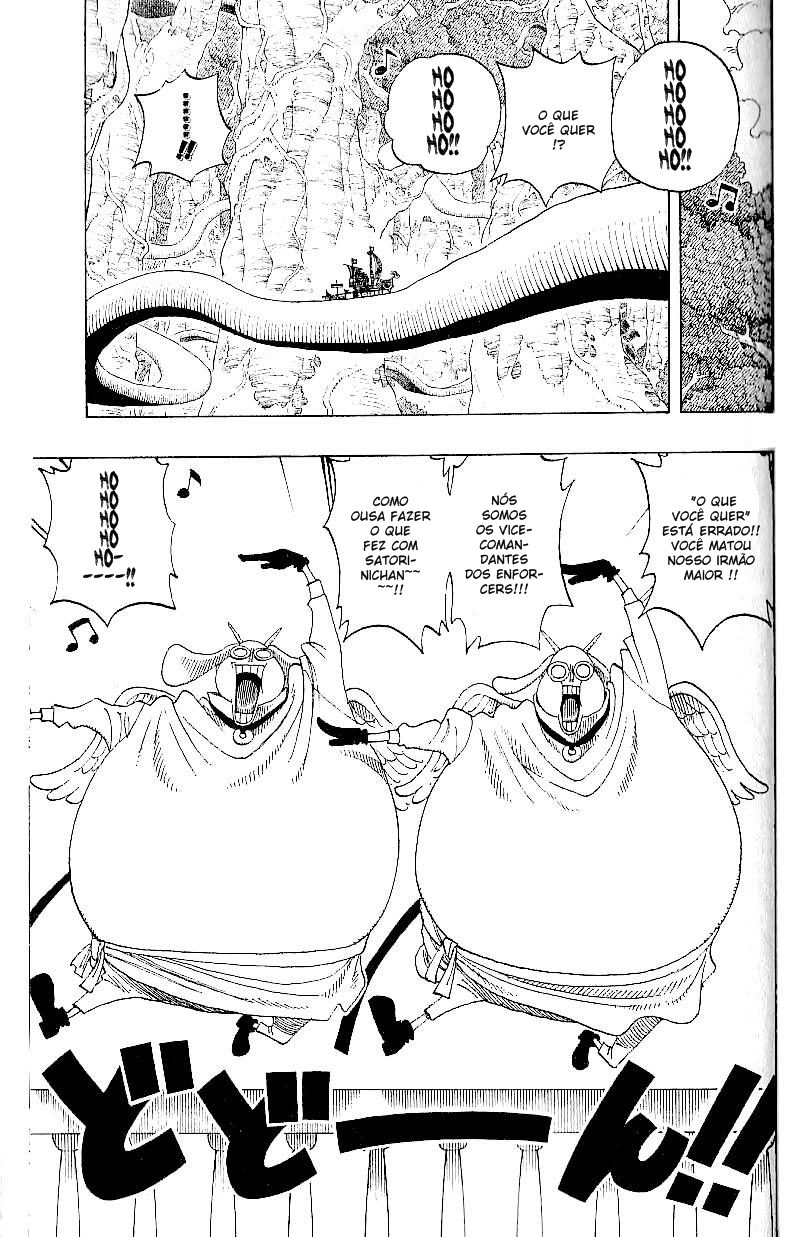 HO
HO
HO
HO
HO!!
O QUE
VOCÊ QUER
!?
HO
HO
HO
HO!!
.......!!
"O QUE
VOCÊ QUER"
ESTÁ ERRADO!!
VOCÊ MATOU
NOSSO IRMÃO
MAIOR !!
NÓS
SOMOS
OS VICE-
COMAN-
DANTES
DOS ENFOR-
CERS!!!
COMO
OUSA FAZER
O QUE
FEZ COM
SATORI-
NICHAN~~
~~!!
HO
HO
HO
HO
HO-
----!!
どどーーん!!